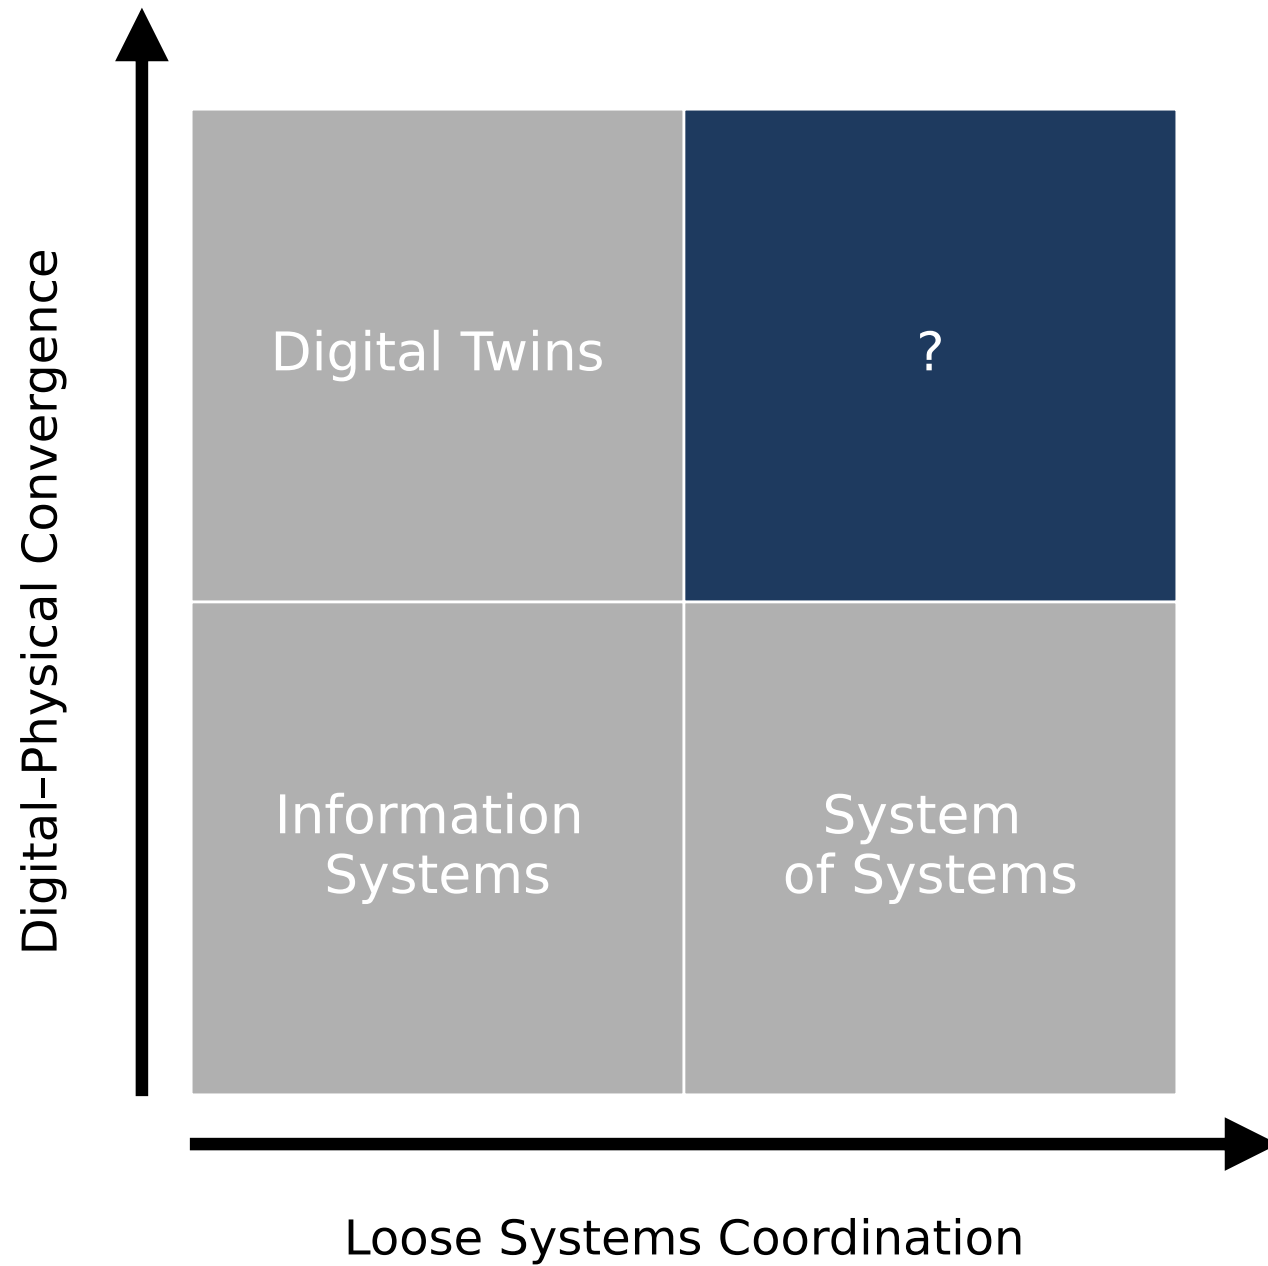 Digital–Physical Convergence
Digital Twins
?
Information
Systems
System
of Systems
Loose Systems Coordination